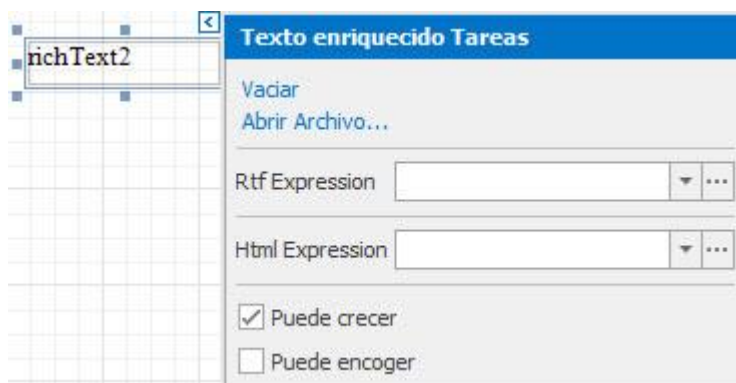 richText2
Texto enriquecido Tareas
Vaciar
Abrir Archivo...
Rtf Expression
Html Expression
Puede crecer
Puede encoger